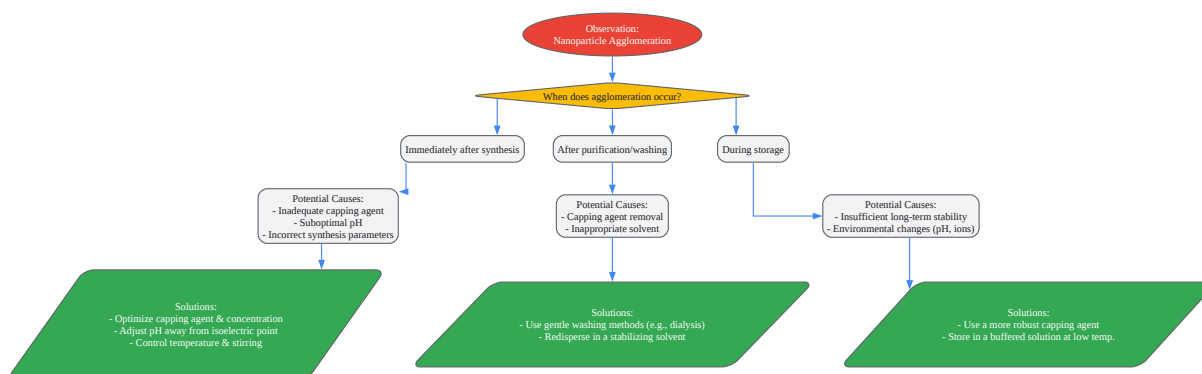 Observation:
Nanoparticle Agglomeration
When does agglomeration occur?
Immediately after synthesis
After purification/washing
During storage
Potential Causes:
- Inadequate capping agent
- Suboptimal pH
- Incorrect synthesis parameters
Potential Causes:
- Capping agent removal
- Inappropriate solvent
Potential Causes:
- Insufficient long-term stability
- Environmental changes (pH, ions)
Solutions:
- Optimize capping agent & concentration
- Adjust pH away from isoelectric point
- Control temperature & stirring
Solutions:
- Use gentle washing methods (e.g., dialysis)
- Redisperse in a stabilizing solvent
Solutions:
- Use a more robust capping agent
- Store in a buffered solution at low temp.